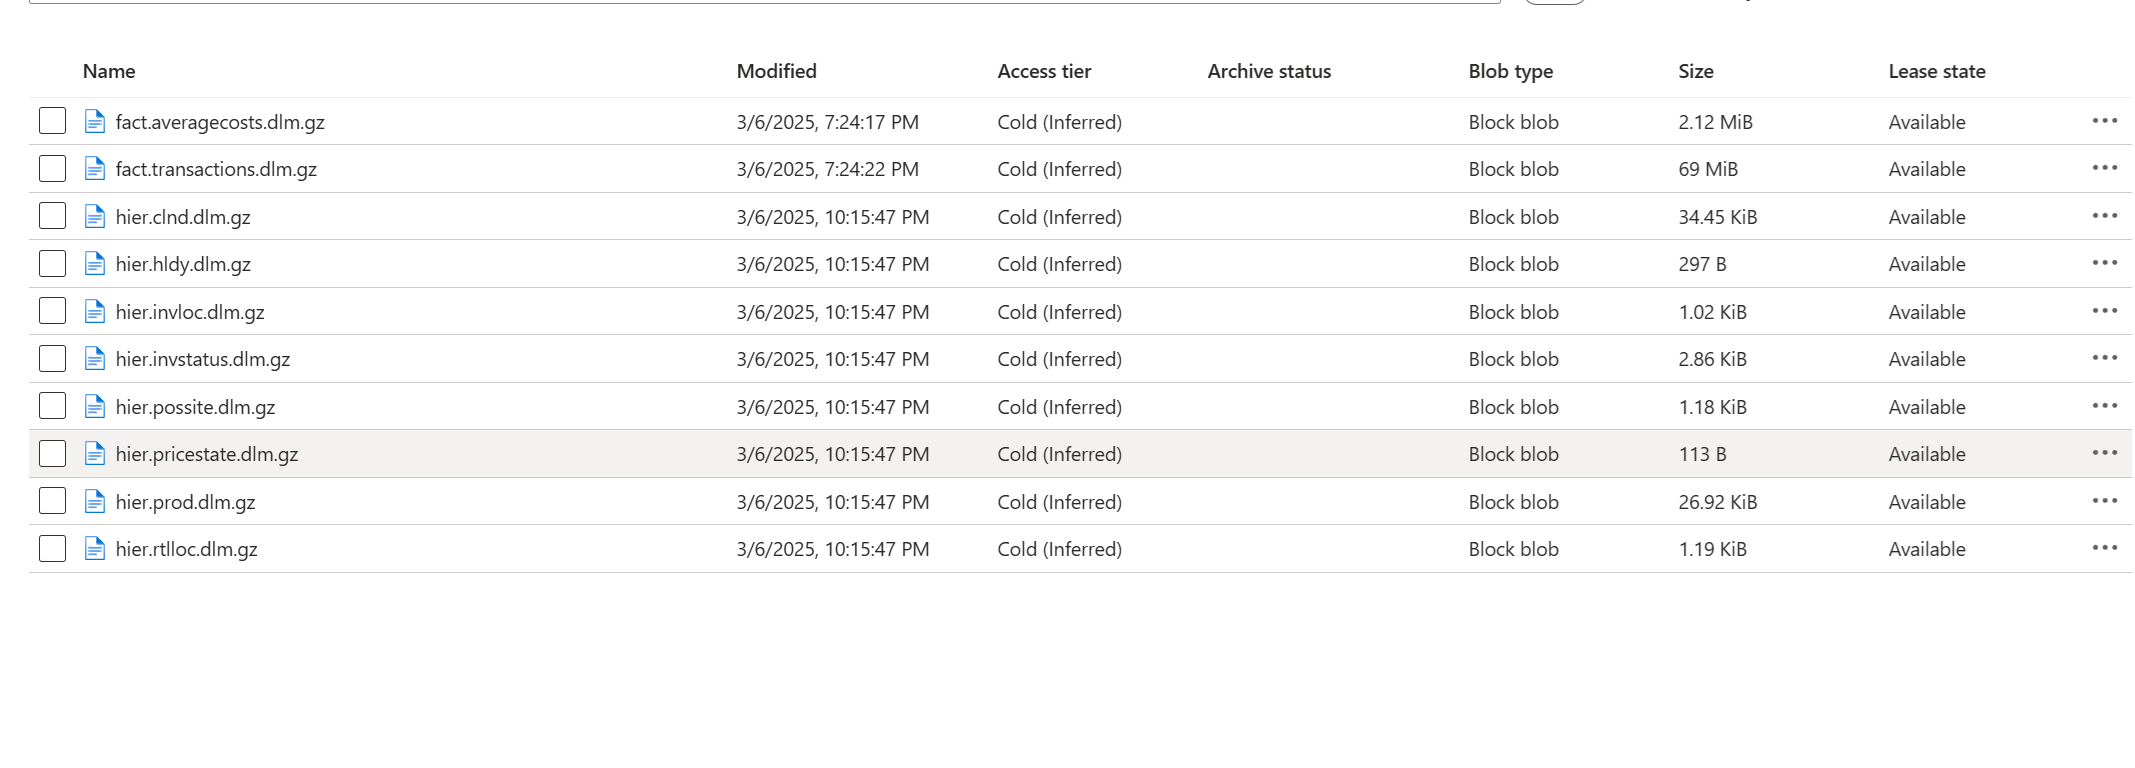 Name Modified Access tier Archive status Blob type Size Lease state
fact.averagecosts.dlm.gz 3/6/2025, 7:24:17 PM Cold (Inferred) Block blob 2.12 MiB Available
fact.transactions.dlm.gz 3/6/2025, 7:24:22 PM Cold (Inferred) Block blob 69 MiB Available
hier.clnd.dlm.gz 3/6/2025, 10:15:47 PM Cold (Inferred) Block blob 34.45 KiB Available
hier.hldy.dlm.gz 3/6/2025, 10:15:47 PM Cold (Inferred) Block blob 297 B Available
hier.invloc.dlm.gz 3/6/2025, 10:15:47 PM Cold (Inferred) Block blob 1.02 KiB Available
hier.invstatus.dlm.gz 3/6/2025, 10:15:47 PM Cold (Inferred) Block blob 2.86 KiB Available
hier.possite.dlm.gz 3/6/2025, 10:15:47 PM Cold (Inferred) Block blob 1.18 KiB Available
hier.pricestate.dlm.gz 3/6/2025, 10:15:47 PM Cold (Inferred) Block blob 113 B Available
hier.prod.dlm.gz 3/6/2025, 10:15:47 PM Cold (Inferred) Block blob 26.92 KiB Available
hier.rtlloc.dlm.gz 3/6/2025, 10:15:47 PM Cold (Inferred) Block blob 1.19 KiB Available